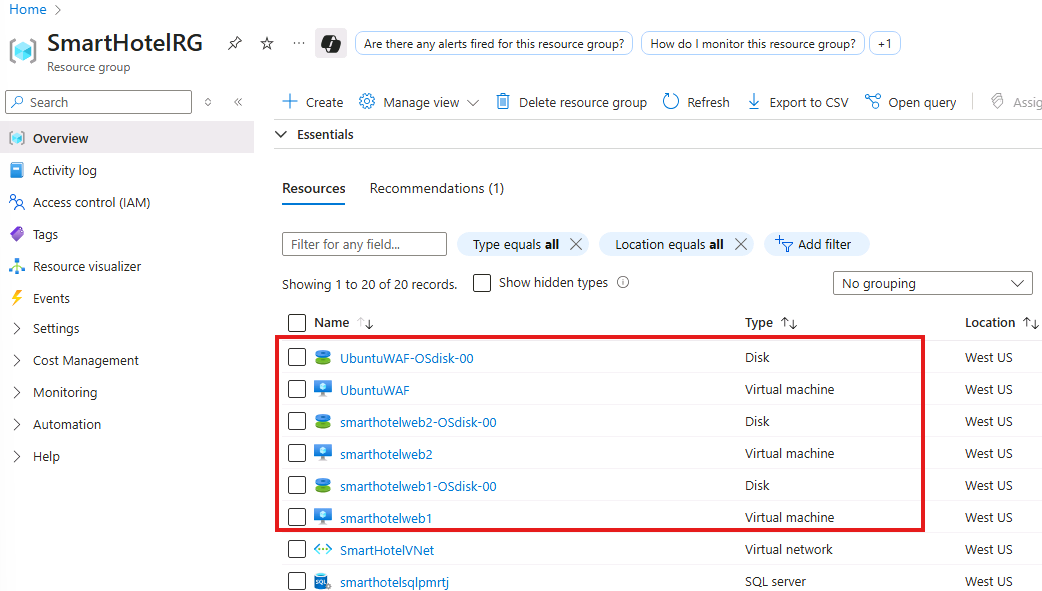 Home
SmartHotelRG
Resource group
Are there any alerts fired for this resource group?
How do I monitor this resource group?
+1
Search
Overview
Activity log
Access control (IAM)
Tags
Resource visualizer
Events
Settings
Cost Management
Monitoring
Automation
Help
Create Manage view Delete resource group Refresh Export to CSV Open query Assig
Essentials
Resources Recommendations (1)
Filter for any field... Type equals all Location equals all Add filter
Showing 1 to 20 of 20 records. Show hidden types No grouping
Name Type Location
UbuntuWAF-OSdisk-00 Disk West US
UbuntuWAF Virtual machine West US
smarthotelweb2-OSdisk-00 Disk West US
smarthotelweb2 Virtual machine West US
smarthotelweb1-OSdisk-00 Disk West US
smarthotelweb1 Virtual machine West US
SmartHotelVNet Virtual network West US
SQL smarthotelsqlpmrtj SQL server West US